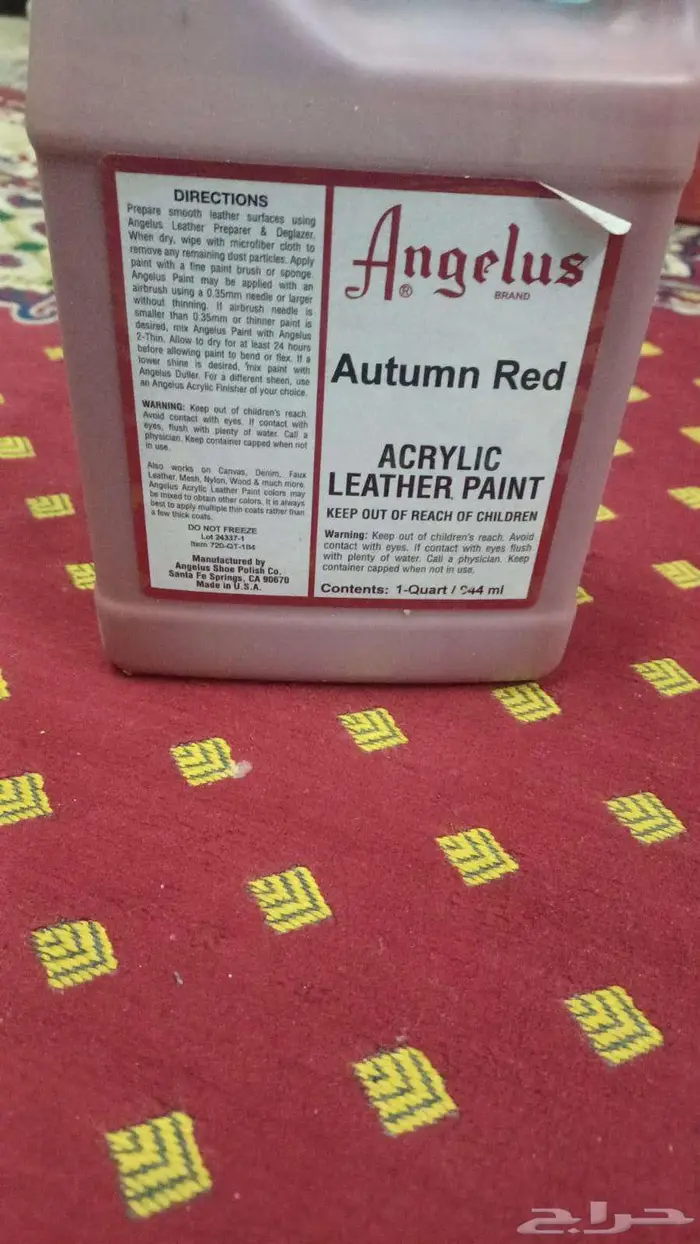 DIRECTIONS
Prepare smooth leather surfaces using
Angelus Leather Preparer & Deglazer.
When dry, wipe with microfiber cloth to
remove any remaining dust particles. Apply
paint with a fine paint brush or sponge.
Angelus Paint may be applied with an
airbrush using a 0.35mm needle or larger
without thinning. If airbrush needle is
smaller than 0.35mm or thinner paint is
desired, mix Angelus Paint with Angelus
2-Thin. Allow to dry for at least 24 hours
before allowing paint to bend or flex. If a
lower shine is desired, mix paint with
Angelus Duller. For a different sheen, use
an Angelus Acrylic Finisher of your choice.
WARNING: Keep out of children's reach.
Avoid contact with eyes. If contact with
eyes, flush with plenty of water. Call a
physician. Keep container capped when not
in use.
Also works on Canvas, Denim, Faux
Leather, Mesh, Nylon, Wood & much more.
Angelus Acrylic Leather Paint colors may
be mixed to obtain other colors. It is always
best to apply multiple thin coats rather than
a few thick coats.
DO NOT FREEZE
Lot 24337-1
Item 720-QT-184
Manufactured by
Angelus Shoe Polish Co.
Santa Fe Springs, CA 90670
Made in U.S.A.
Angelus
®
BRAND
Autumn Red
ACRYLIC
LEATHER PAINT
KEEP OUT OF REACH OF CHILDREN
Warning: Keep out of children's reach. Avoid
contact with eyes. If contact with eyes flush
with plenty of water. Call a physician. Keep
container capped when not in use.
Contents: 1-Quart / 944 ml
حراج